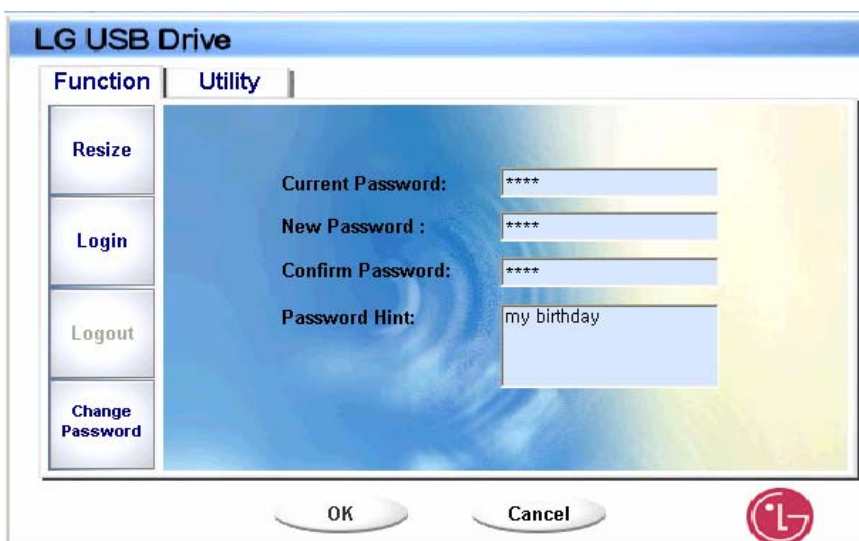 LG USB Drive
Function Utility
Resize
Login
Logout
Change
Password
Current Password: ****
New Password : ****
Confirm Password: ****
Password Hint: my birthday
OK Cancel
LG